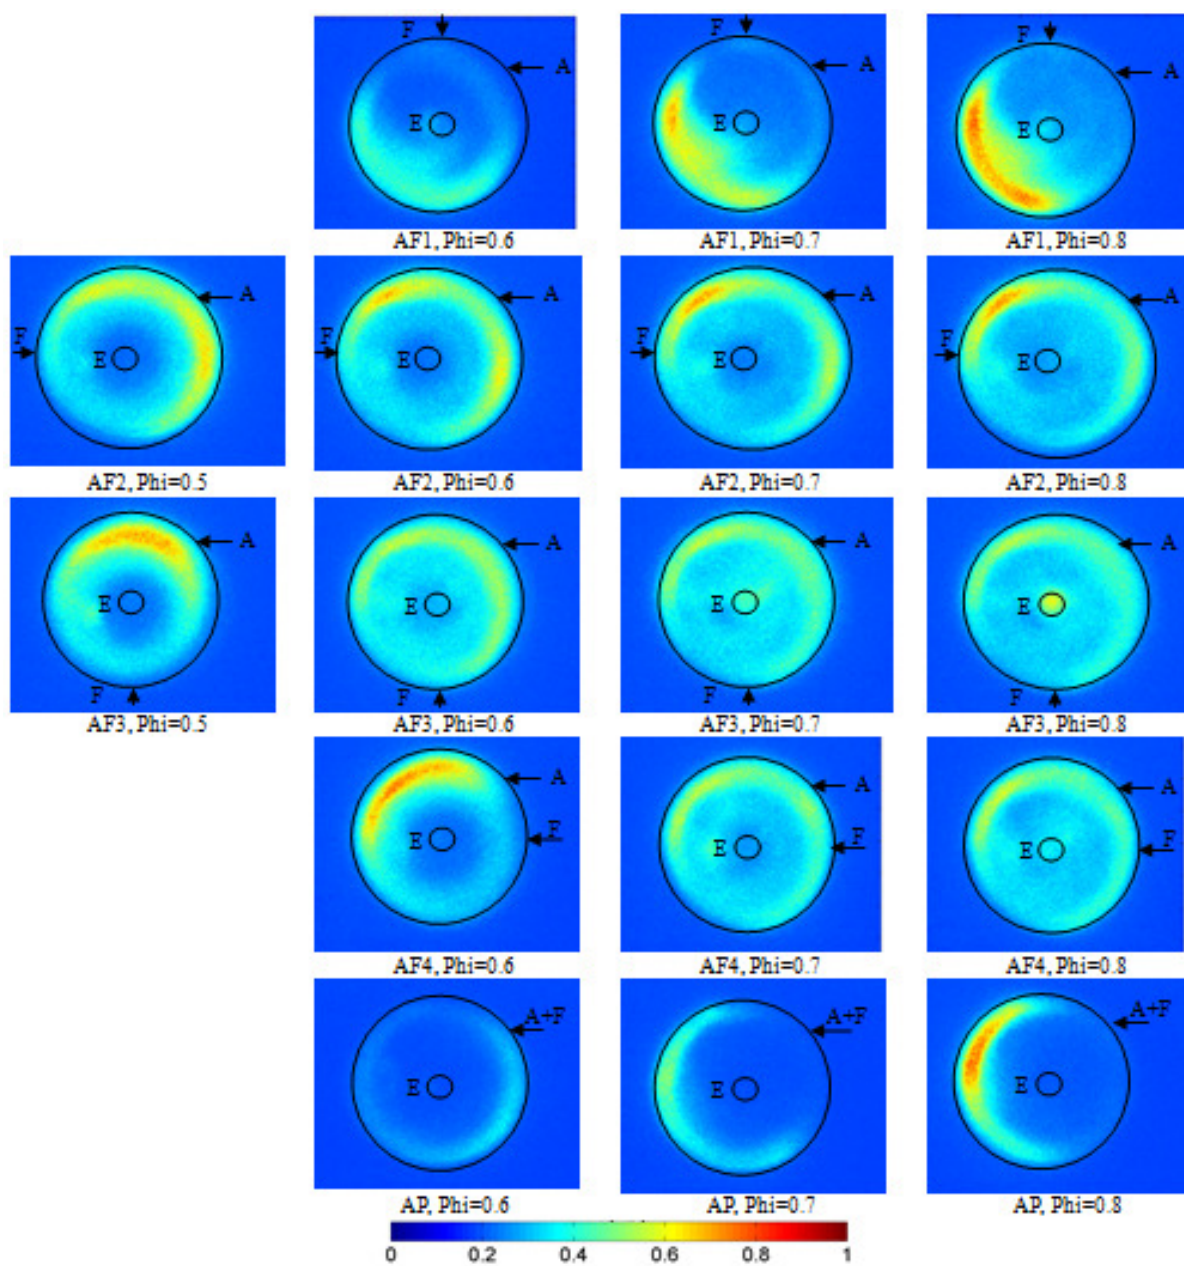 F F F
A A A
E E E
AF1, Phi=0.6 AF1, Phi=0.7 AF1, Phi=0.8
A A A A
F F F F
E E E E
AF2, Phi=0.5 AF2, Phi=0.6 AF2, Phi=0.7 AF2, Phi=0.8
A A A A
E E E E
F F F F
AF3, Phi=0.5 AF3, Phi=0.6 AF3, Phi=0.7 AF3, Phi=0.8
A A A
F F F
E E E
AF4, Phi=0.6 AF4, Phi=0.7 AF4, Phi=0.8
A+F A+F A+F
E E E
AP, Phi=0.6 AP, Phi=0.7 AP, Phi=0.8
0 0.2 0.4 0.6 0.8 1